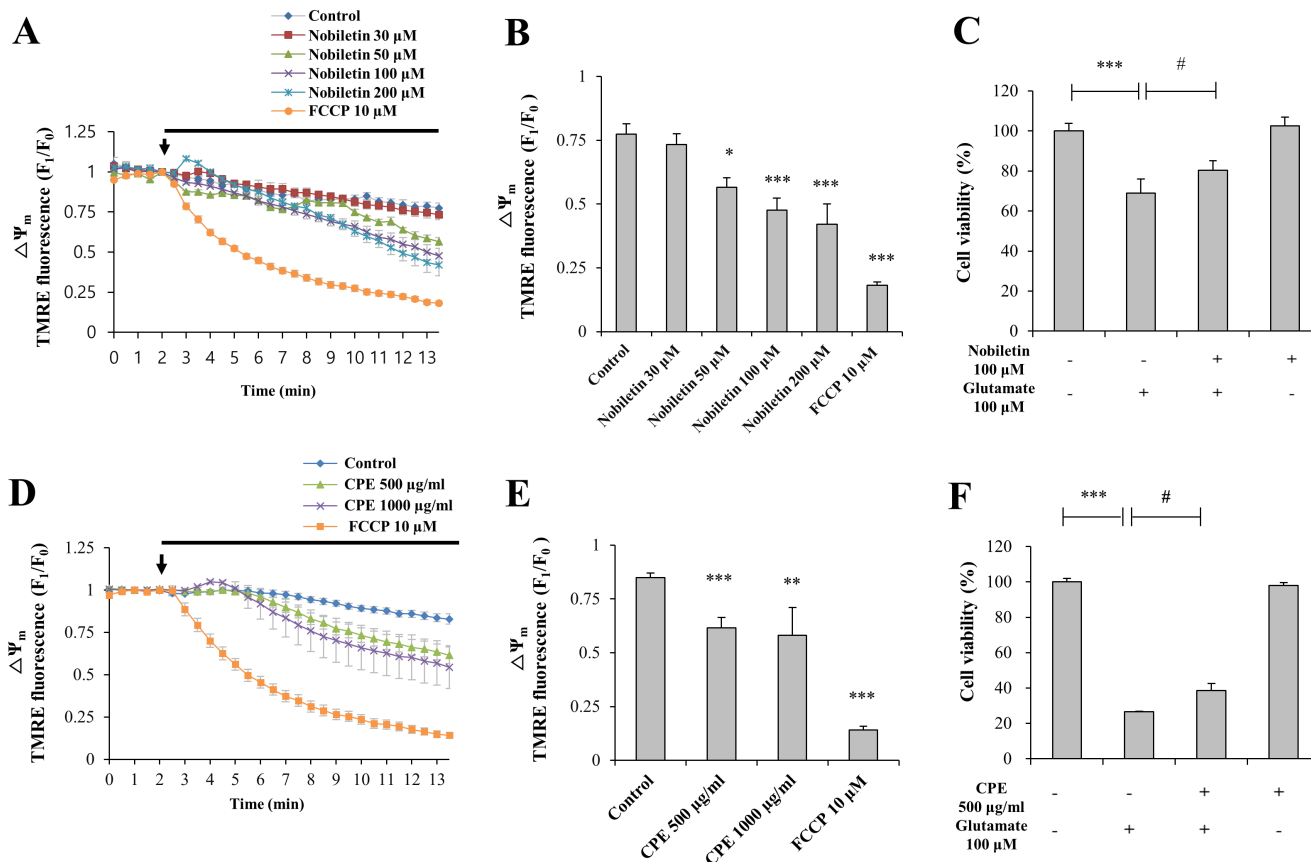 A
Control
Nobiletin 30 µM
Nobiletin 50 µM
Nobiletin 100 µM
Nobiletin 200 µM
FCCP 10 µM
△Ψm
TMRE fluorescence (F1/F0)
1.25
1
0.75
0.5
0.25
0
0 1 2 3 4 5 6 7 8 9 10 11 12 13
Time (min)
B
△Ψm
TMRE fluorescence (F1/F0)
1
0.75
0.5
0.25
0
*
***
***
***
Control
Nobiletin 30 µM
Nobiletin 50 µM
Nobiletin 100 µM
Nobiletin 200 µM
FCCP 10 µM
C
***
#
Cell viability (%)
120
100
80
60
40
20
0
Nobiletin
100 µM
- - + +
Glutamate
100 µM
- + + -
D
Control
CPE 500 µg/ml
CPE 1000 µg/ml
FCCP 10 µM
△Ψm
TMRE fluorescence (F1/F0)
1.25
1
0.75
0.5
0.25
0
0 1 2 3 4 5 6 7 8 9 10 11 12 13
Time (min)
E
△Ψm
TMRE fluorescence (F1/F0)
1
0.75
0.5
0.25
0
***
**
***
Control
CPE 500 µg/ml
CPE 1000 µg/ml
FCCP 10 µM
F
***
#
Cell viability (%)
120
100
80
60
40
20
0
CPE
500 µg/ml
- - + +
Glutamate
100 µM
- + + -